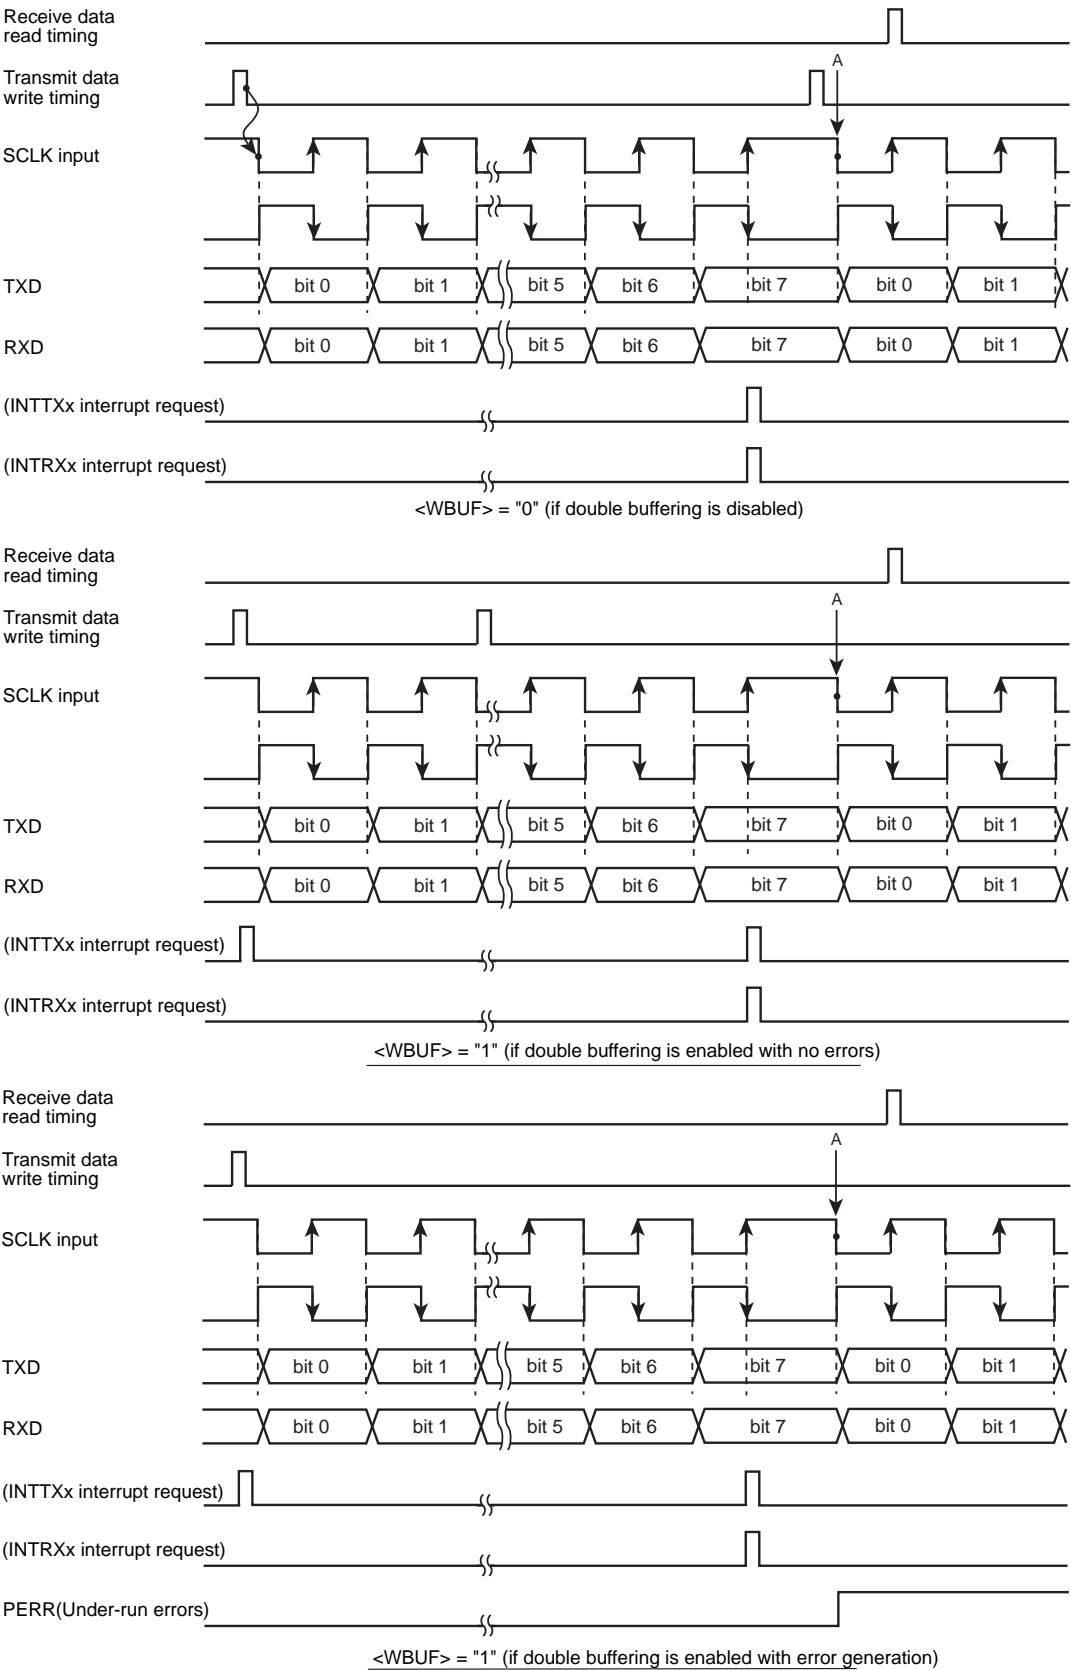 Receive data
read timing
A
Transmit data
write timing
SCLK input
TXD
bit 0
bit 1
bit 5
bit 6
bit 7
bit 0
bit 1
RXD
bit 0
bit 1
bit 5
bit 6
bit 7
bit 0
bit 1
(INTTXx interrupt request)
(INTRXx interrupt request)
<WBUF> = "0" (if double buffering is disabled)
Receive data
read timing
A
Transmit data
write timing
SCLK input
TXD
bit 0
bit 1
bit 5
bit 6
bit 7
bit 0
bit 1
RXD
bit 0
bit 1
bit 5
bit 6
bit 7
bit 0
bit 1
(INTTXx interrupt request)
(INTRXx interrupt request)
<WBUF> = "1" (if double buffering is enabled with no errors)
Receive data
read timing
A
Transmit data
write timing
SCLK input
TXD
bit 0
bit 1
bit 5
bit 6
bit 7
bit 0
bit 1
RXD
bit 0
bit 1
bit 5
bit 6
bit 7
bit 0
bit 1
(INTTXx interrupt request)
(INTRXx interrupt request)
PERR(Under-run errors)
<WBUF> = "1" (if double buffering is enabled with error generation)